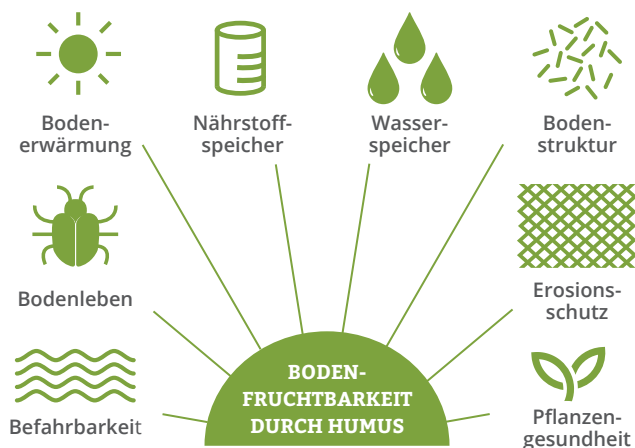 Boden-
erwärmung
Nährstoff-
speicher
Wasser-
speicher
Boden-
struktur
Bodenleben
Erosions-
schutz
Befahrbarkeit
BODEN-
FRUCHTBARKEIT
DURCH HUMUS
Pflanzen-
gesundheit